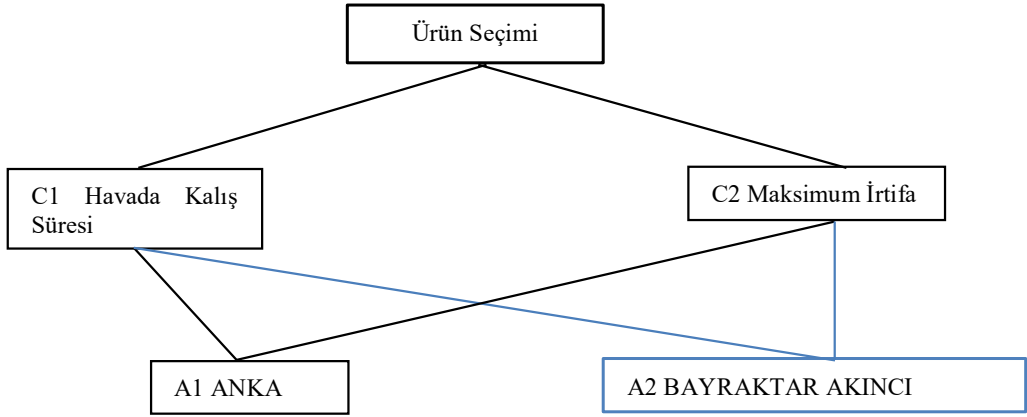 Ürün Seçimi
C1 Havada Kalış
Süresi
C2 Maksimum İrtifa
A1 ANKA
A2 BAYRAKTAR AKINCI